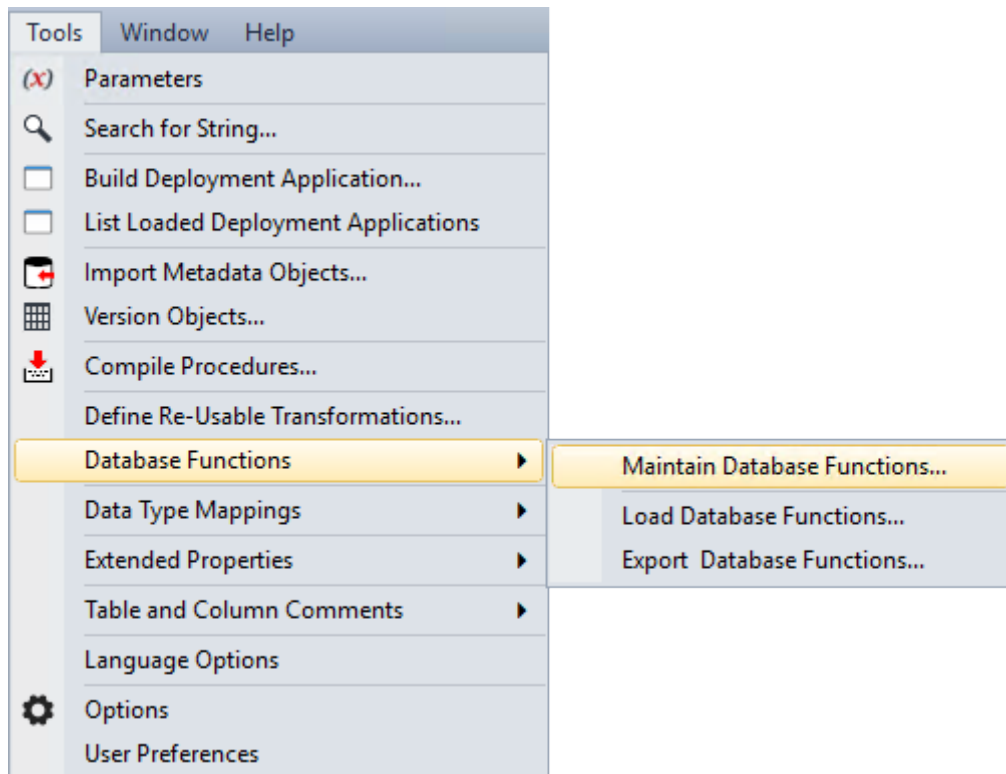 Tools Window Help
(x) Parameters
Search for String...
Build Deployment Application...
List Loaded Deployment Applications
Import Metadata Objects...
Version Objects...
Compile Procedures...
Define Re-Usable Transformations...
Database Functions
Maintain Database Functions...
Data Type Mappings
Load Database Functions...
Extended Properties
Export  Database Functions...
Table and Column Comments
Language Options
Options
User Preferences